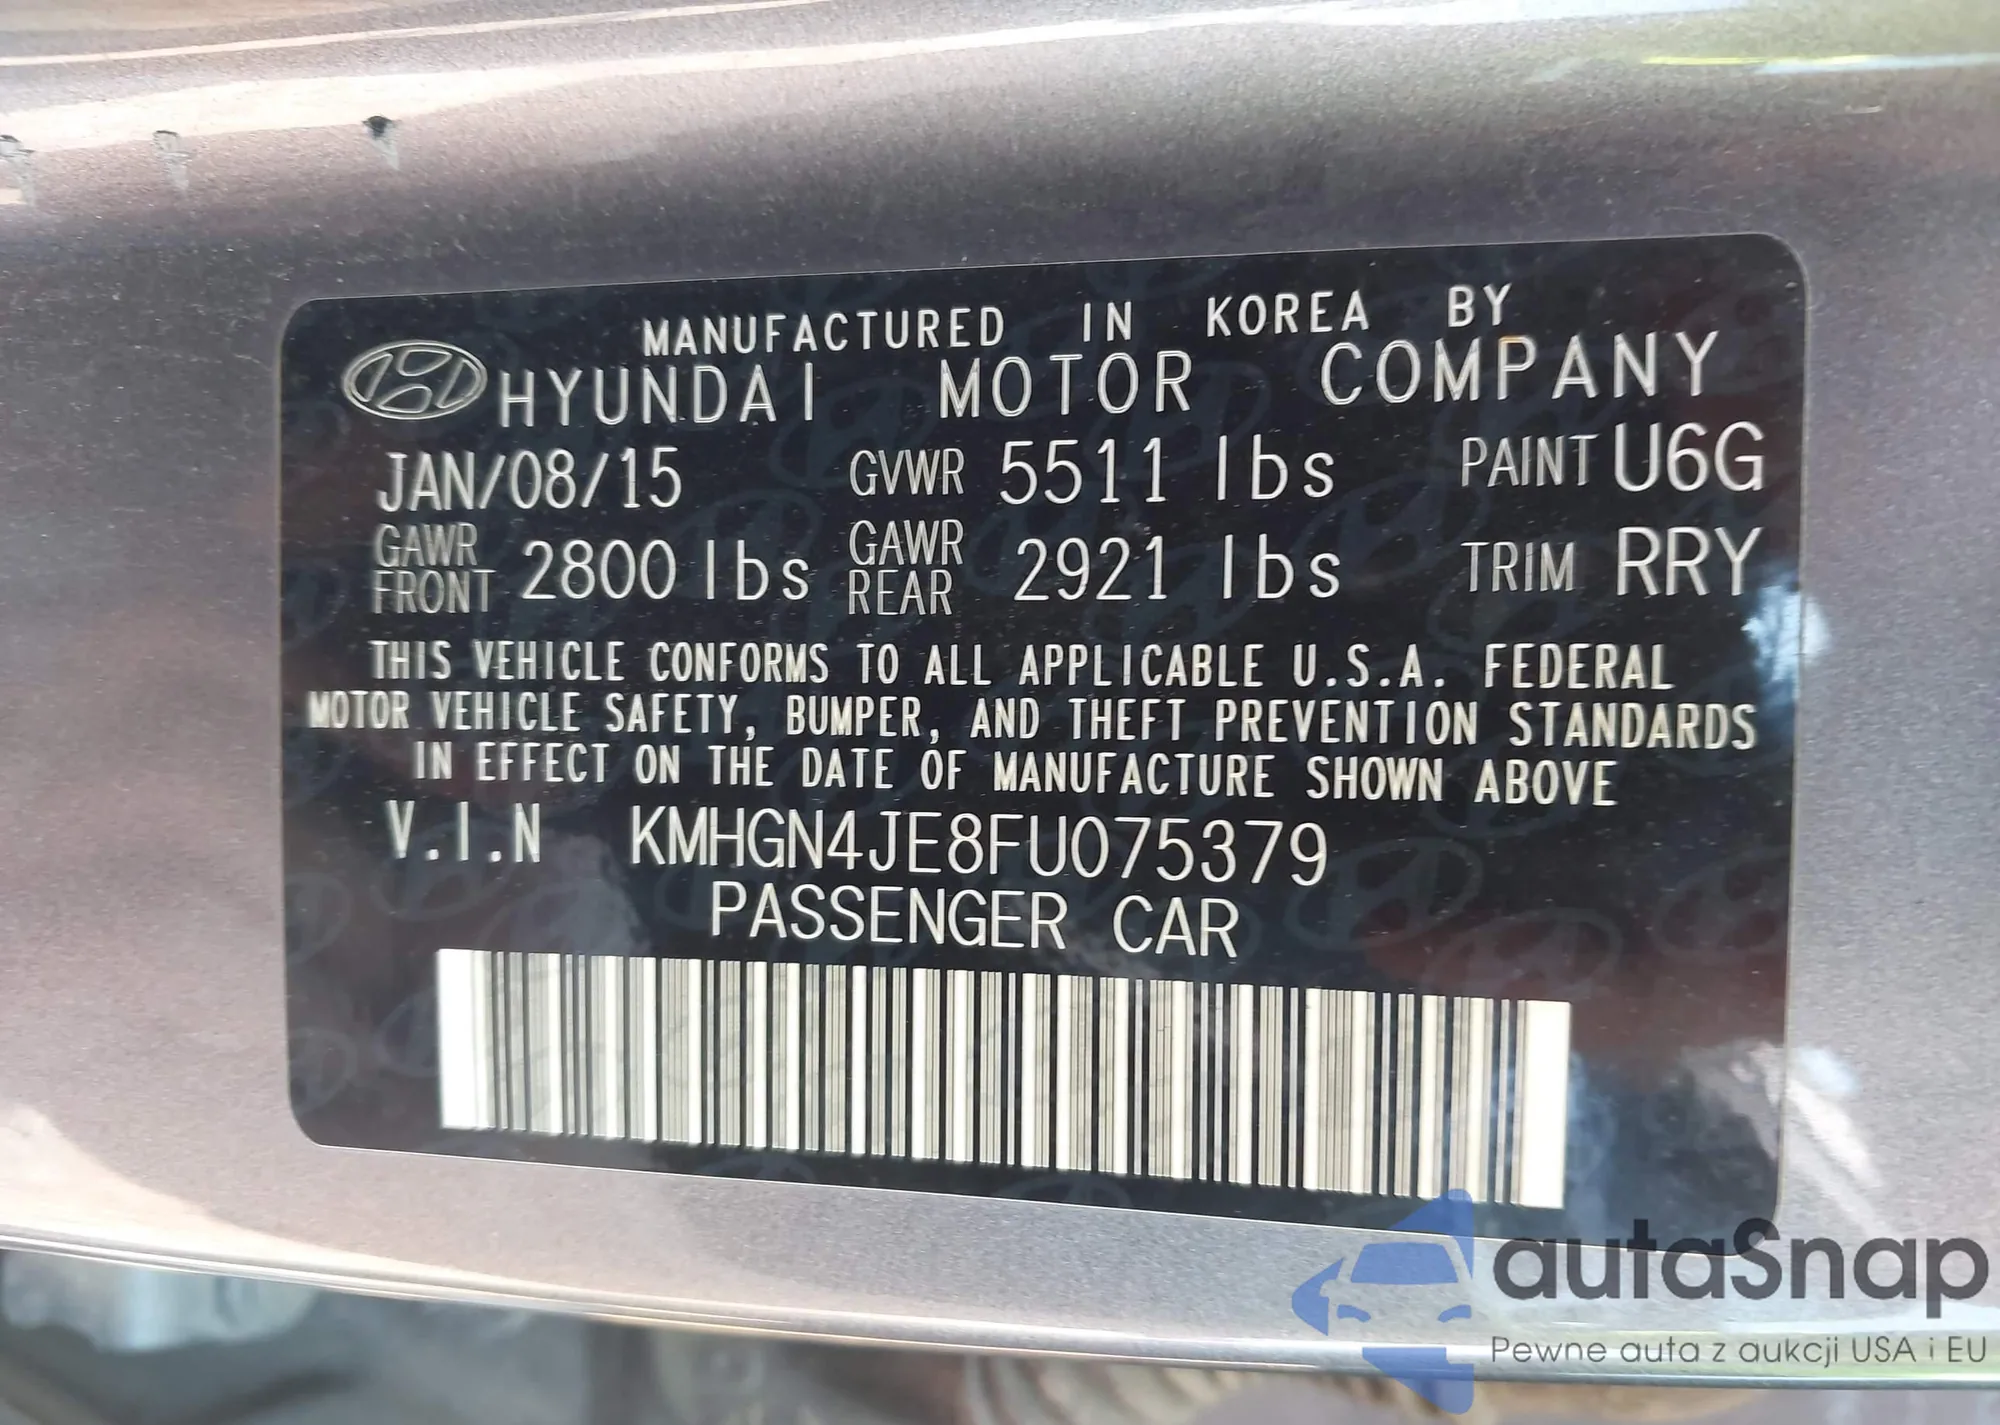 MANUFACTURED IN KOREA BY
HYUNDAI MOTOR COMPANY
JAN/08/15 GVWR 5511 lbs PAINT U6G
GAWR FRONT 2800 lbs GAWR REAR 2921 lbs TRIM RRY
THIS VEHICLE CONFORMS TO ALL APPLICABLE U.S.A. FEDERAL
MOTOR VEHICLE SAFETY, BUMPER, AND THEFT PREVENTION STANDARDS
IN EFFECT ON THE DATE OF MANUFACTURE SHOWN ABOVE
V.I.N KMHGN4JE8FU075379
PASSENGER CAR
autaSnap
Pewne auta z aukcji USA i EU